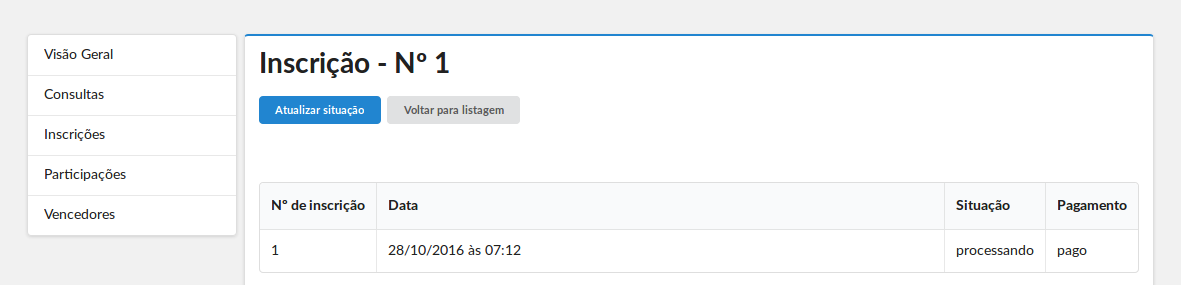 Visão Geral
Consultas
Inscrições
Participações
Vencedores
Inscrição - Nº 1
Atualizar situação Voltar para listagem
Nº de inscrição Data Situação Pagamento
1 28/10/2016 às 07:12 processando pago